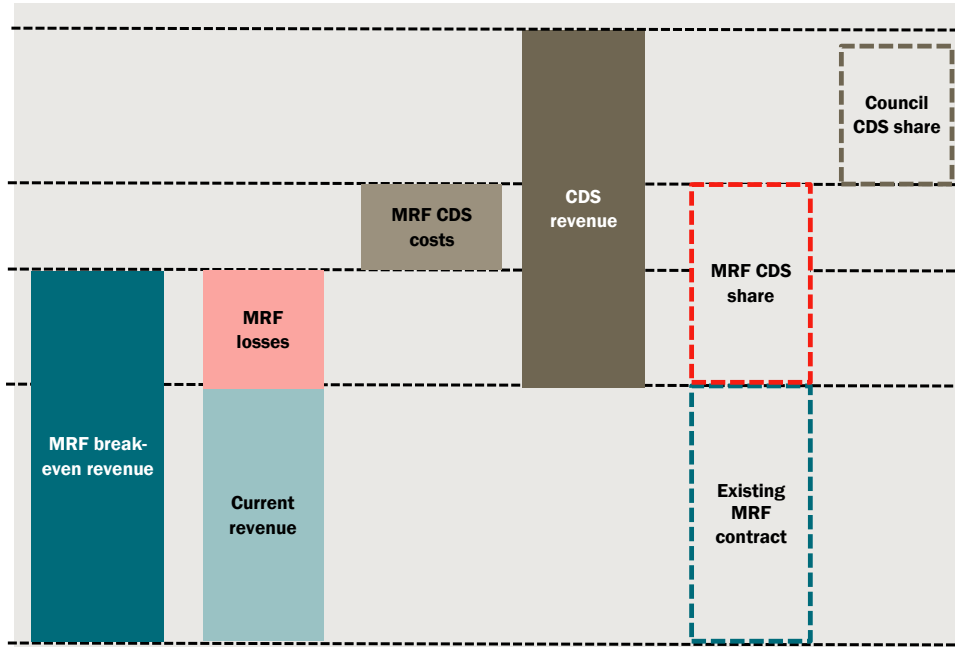 Council
CDS share
CDS
revenue
MRF CDS
costs
MRF CDS
share
MRF
losses
MRF break-
even revenue
Current
revenue
Existing
MRF
contract